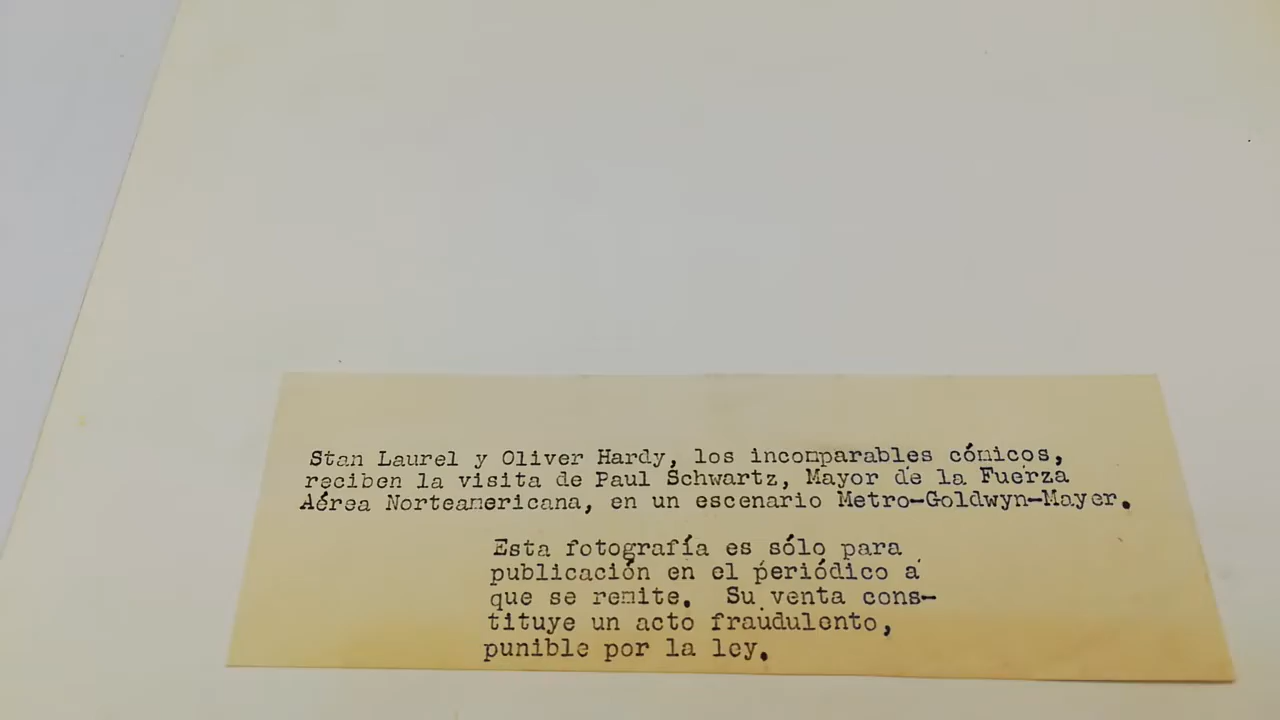 Stan Laurel y Oliver Hardy, los incomparables cómicos,
reciben la visita de Paul Schwartz, Mayor de la Fuerza
Aérea Norteamericana, en un escenario Metro-Goldwyn-Mayer.
Esta fotografía es sólo para
publicación en el periódico a
que se remite. Su venta cons-
tituye un acto fraudulento,
punible por la ley.